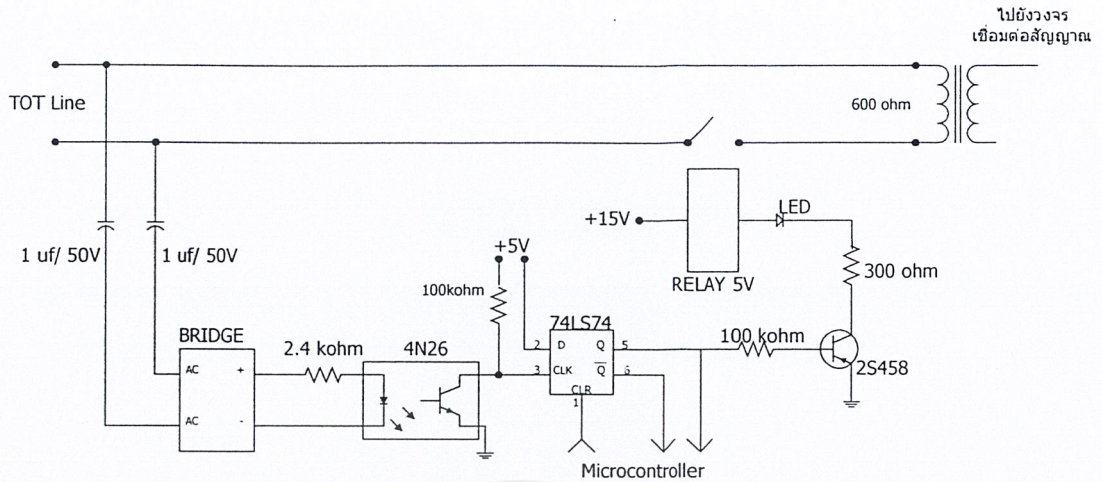 ไปยังวงจร
เชื่อมต่อสัญญาณ
TOT Line
600 ohm
+15V
LED
1 uf/ 50V
1 uf/ 50V
+5V
RELAY 5V
300 ohm
100kohm
74LS74
BRIDGE
2.4 kohm
4N26
100 kohm
2
D
Q
5
2S458
AC
+
3
CLK
Q
6
CLR
1
AC
-
Microcontroller